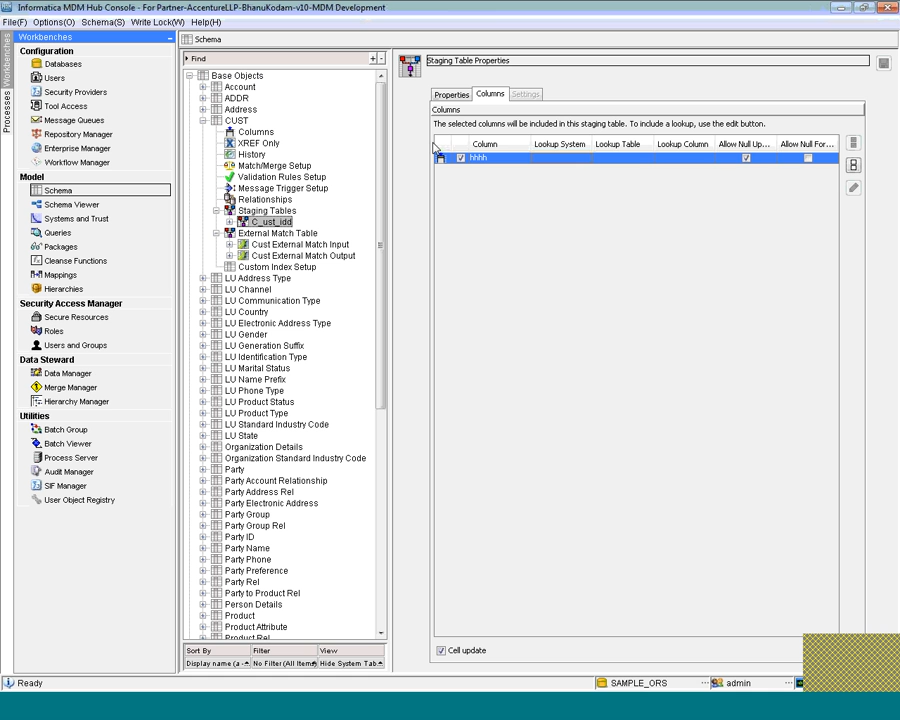 Informatica MDM Hub Console - For Partner-AccentureLLP-BhanuKodam-v10-MDM Development
File(F) Options(O) Schema(S) Write Lock(W) Help(H)
Workbenches
Processes
Workbenches
Configuration
Databases
Users
Security Providers
Tool Access
Message Queues
Repository Manager
Enterprise Manager
Workflow Manager
Model
Schema
Schema Viewer
Systems and Trust
Queries
Packages
Cleanse Functions
Mappings
Hierarchies
Security Access Manager
Secure Resources
Roles
Users and Groups
Data Steward
Data Manager
Merge Manager
Hierarchy Manager
Utilities
Batch Group
Batch Viewer
Process Server
Audit Manager
SIF Manager
User Object Registry
Schema
Find
Base Objects
Account
ADDR
Address
CUST
Columns
XREF Only
History
Match/Merge Setup
Validation Rules Setup
Message Trigger Setup
Relationships
Staging Tables
C_ust_idd
External Match Table
Cust External Match Input
Cust External Match Output
Custom Index Setup
LU Address Type
LU Channel
LU Communication Type
LU Country
LU Electronic Address Type
LU Gender
LU Generation Suffix
LU Identification Type
LU Marital Status
LU Name Prefix
LU Phone Type
LU Product Status
LU Product Type
LU Standard Industry Code
LU State
Organization Details
Organization Standard Industry Code
Party
Party Account Relationship
Party Address Rel
Party Electronic Address
Party Group
Party Group Rel
Party ID
Party Name
Party Phone
Party Preference
Party Rel
Party to Product Rel
Person Details
Product
Product Attribute
Product Rel
Sort By Filter View
Display name (a - No Filter (All Items) Hide System Tab..
Staging Table Properties
Properties Columns Settings
Columns
The selected columns will be included in this staging table. To include a lookup, use the edit button.
Column Lookup System Lookup Table Lookup Column Allow Null Up... Allow Null For...
hhhh
Cell update
Ready
SAMPLE_ORS ... admin ...